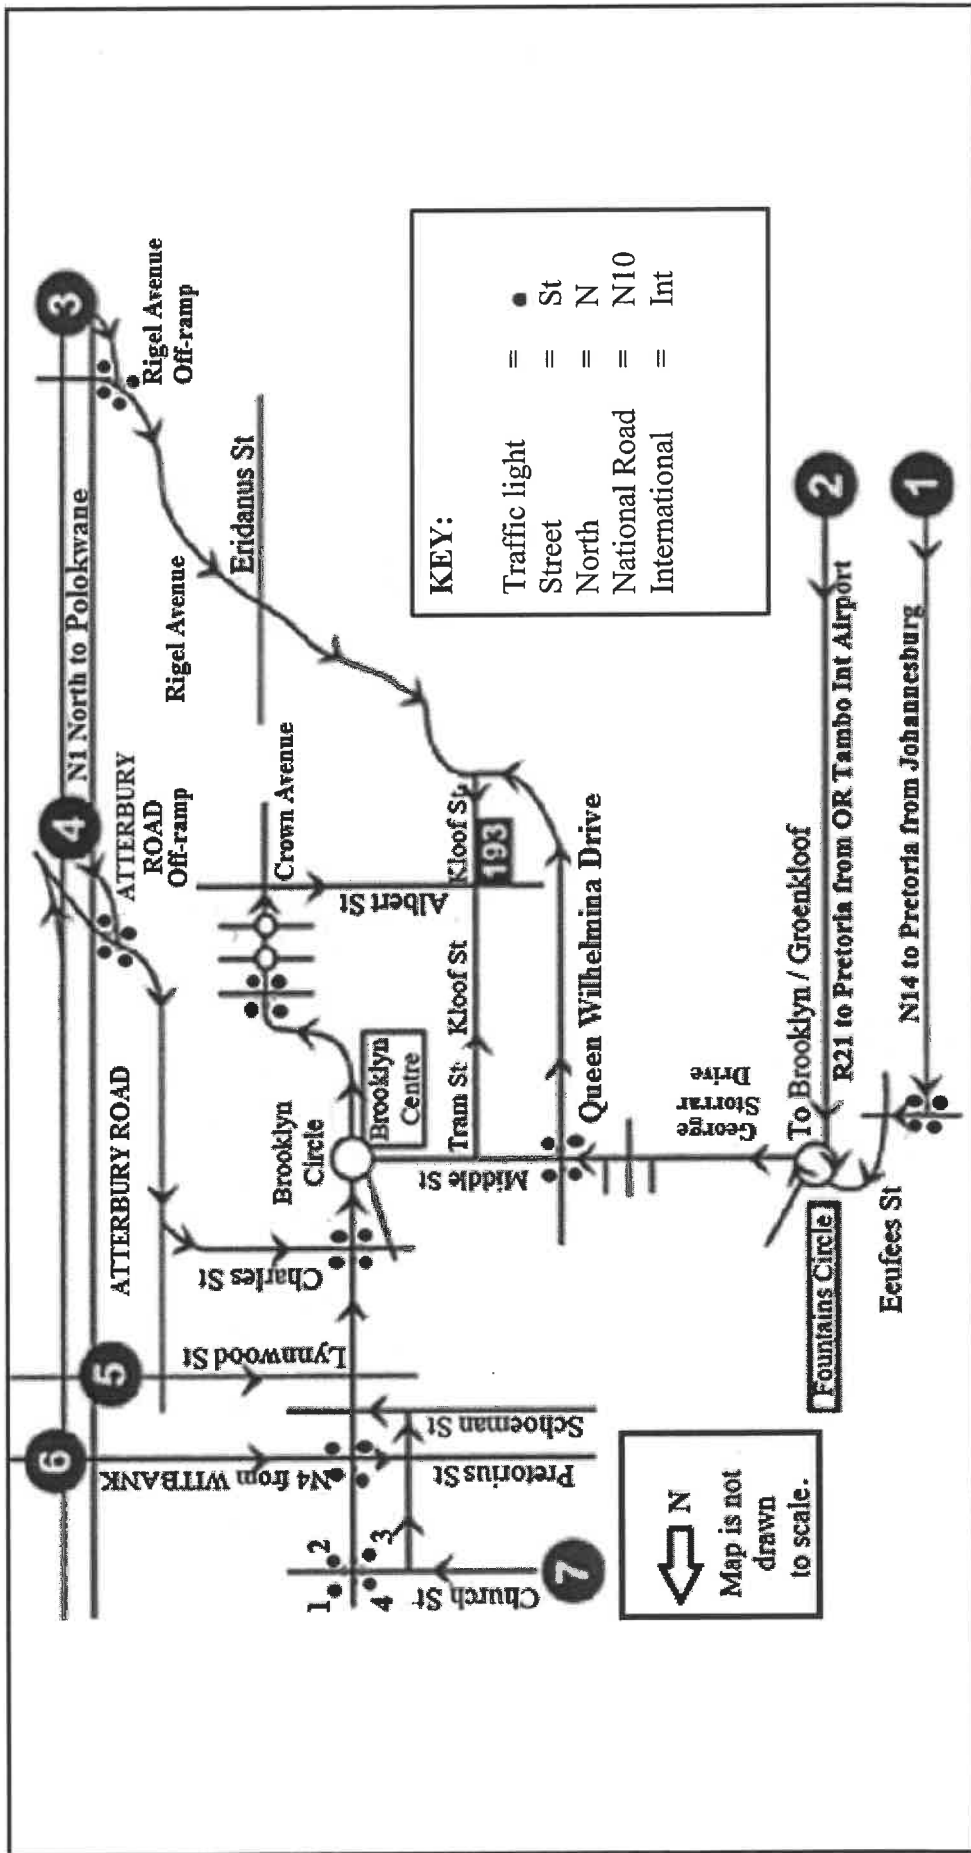 6
5
4
3
N1 North to Polokwane
N4 from WITBANK
ATTERBURY ROAD
ATTERBURY
ROAD
Off-ramp
Rigel Avenue
Off-ramp
Rigel Avenue
Eridanus St
Lynnwood St
Charles St
Brooklyn
Circle
Crown Avenue
Albert St
Brooklyn
Centre
1
2
3
4
Church St
Pretorius St
Schoeman St
Middle St
Tram St
Kloof St
Kloof St
193
Queen Wilhelmina Drive
7
George
Storrar
Drive
To Brooklyn / Groenkloof
R21 to Pretoria from OR Tambo Int Airport
2
Fountains Circle
Eeufees St
N14 to Pretoria from Johannesburg
1
N
Map is not
drawn
to scale.
KEY:
Traffic light = ●
Street = St
North = N
National Road = N10
International = Int